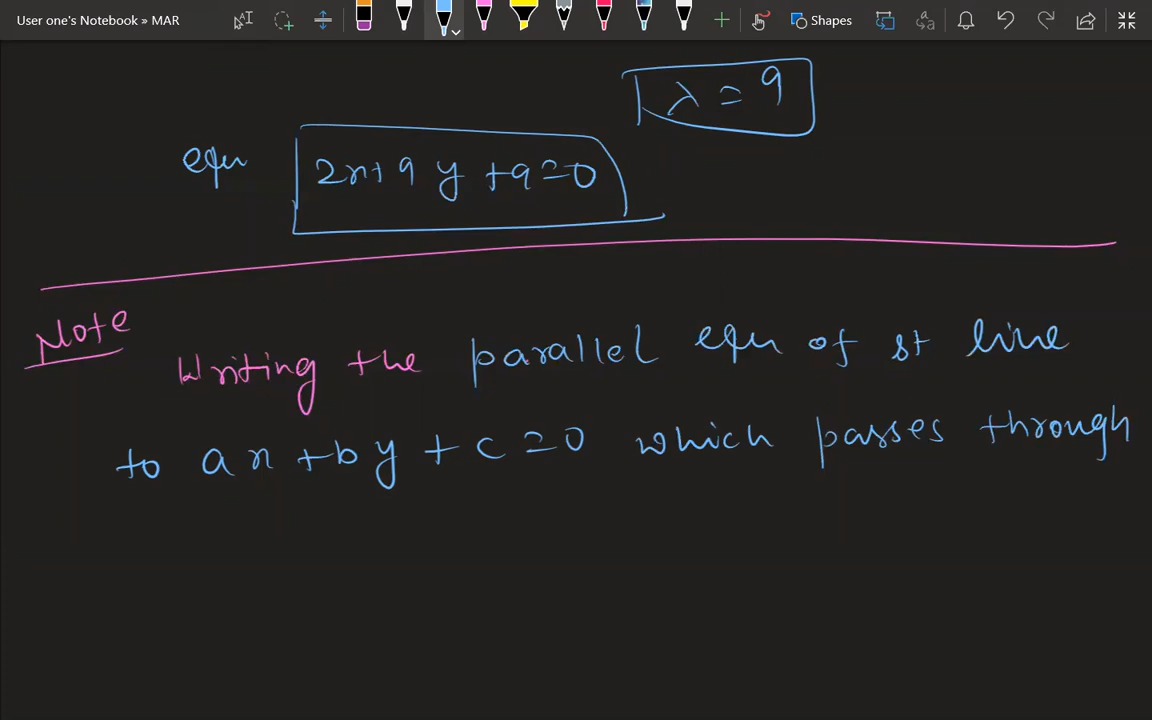 User one's Notebook » MAR
Shapes
λ = 9
eqn 2x+9y+9=0
Note
Writing the parallel eqn of st line
to ax+by+c=0 which passes through